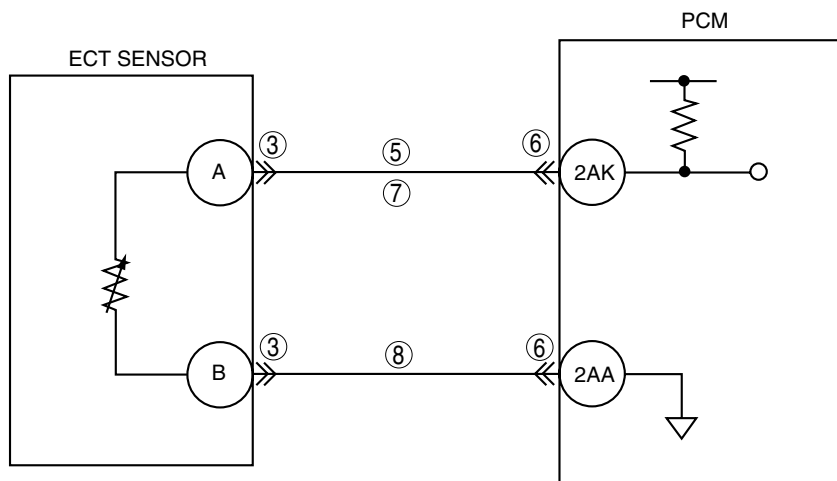 PCM
ECT SENSOR
③ ⑤ ⑥
A 2AK
⑦
③ ⑧ ⑥
B 2AA